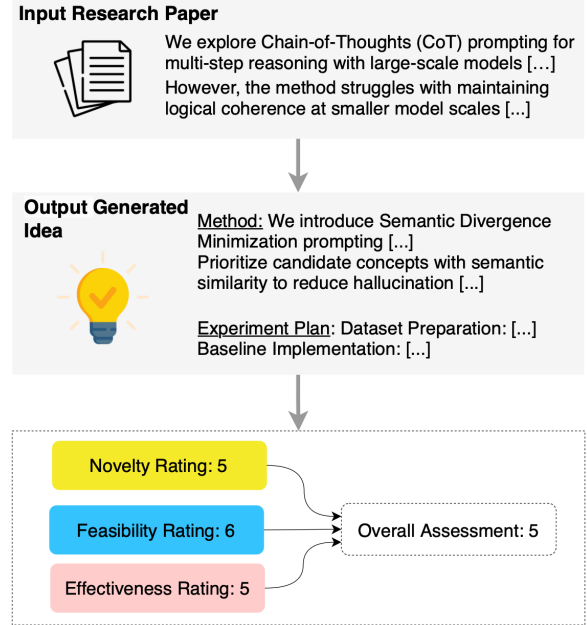 Input Research Paper
We explore Chain-of-Thoughts (CoT) prompting for
multi-step reasoning with large-scale models […]
However, the method struggles with maintaining
logical coherence at smaller model scales [...]
Output Generated
Idea
Method: We introduce Semantic Divergence
Minimization prompting [...]
Prioritize candidate concepts with semantic
similarity to reduce hallucination [...]
Experiment Plan: Dataset Preparation: [...]
Baseline Implementation: [...]
Novelty Rating: 5
Feasibility Rating: 6
Effectiveness Rating: 5
Overall Assessment: 5